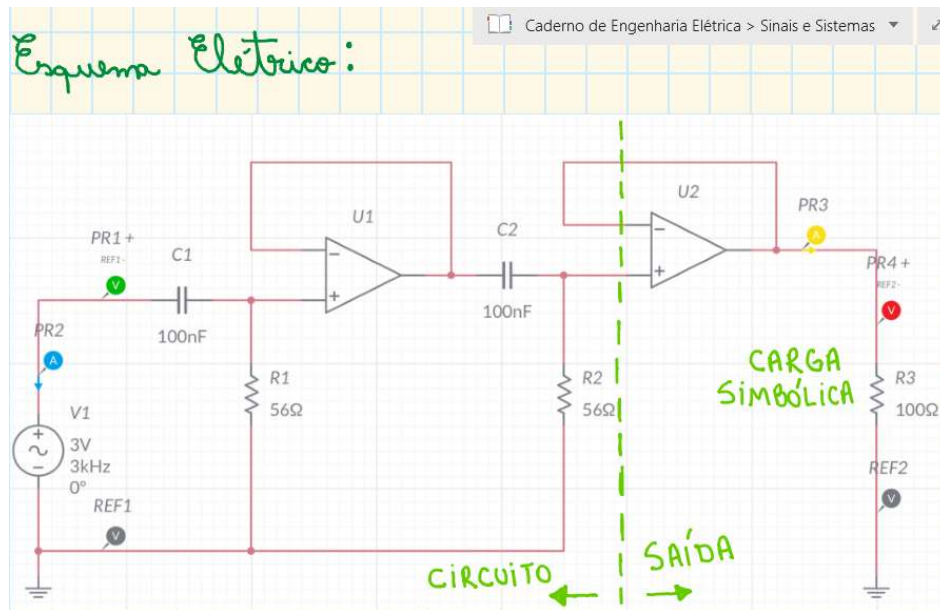 Caderno de Engenharia Elétrica > Sinais e Sistemas
Esquema Elétrico:
U1
U2
PR1+
REF1-
C1
100nF
C2
100nF
PR3
A
PR4+
REF2-
V
V
PR2
A
R1
56Ω
R2
56Ω
CARGA
SIMBÓLICA
R3
100Ω
V1
3V
3kHz
0°
REF1
V
REF2
V
CIRCUITO
SAÍDA